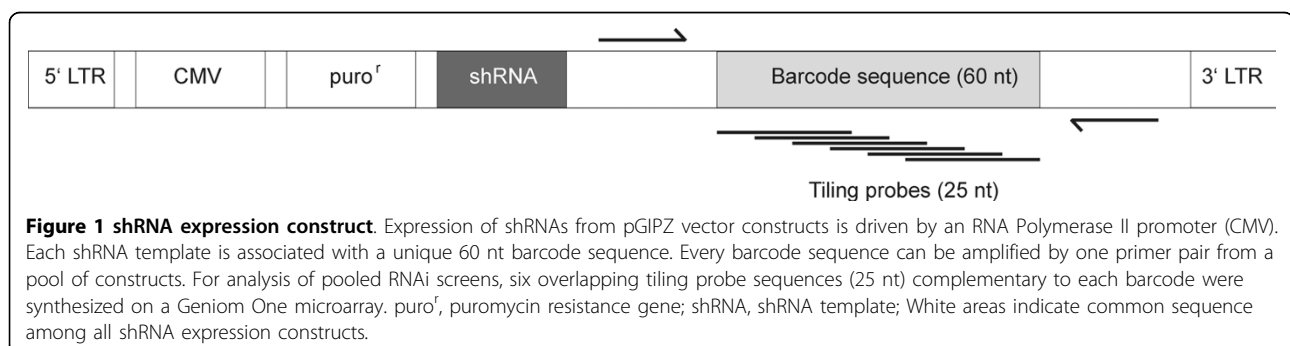 5‘ LTR CMV puroʳ shRNA Barcode sequence (60 nt) 3‘ LTR
Tiling probes (25 nt)
Figure 1 shRNA expression construct. Expression of shRNAs from pGIPZ vector constructs is driven by an RNA Polymerase II promoter (CMV).
Each shRNA template is associated with a unique 60 nt barcode sequence. Every barcode sequence can be amplified by one primer pair from a
pool of constructs. For analysis of pooled RNAi screens, six overlapping tiling probe sequences (25 nt) complementary to each barcode were
synthesized on a Geniom One microarray. puroʳ, puromycin resistance gene; shRNA, shRNA template; White areas indicate common sequence
among all shRNA expression constructs.